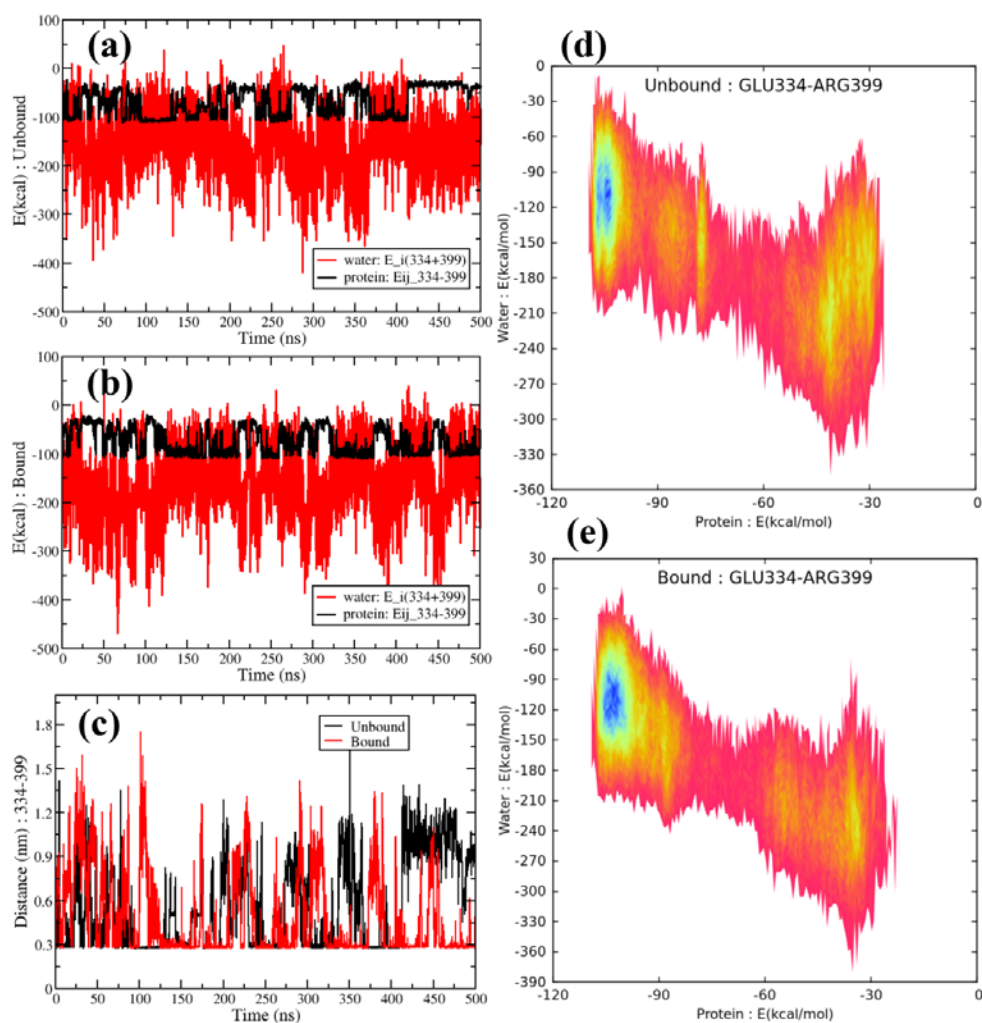 (a)
100
0
-100
-200
-300
-400
-500
E(kcal) : Unbound
water: E_i(334+399)
protein: Eij_334-399
0 50 100 150 200 250 300 350 400 450 500
Time (ns)
(b)
100
0
-100
-200
-300
-400
-500
E(kcal) : Bound
water: E_i(334+399)
protein: Eij_334-399
0 50 100 150 200 250 300 350 400 450 500
Time (ns)
(c)
1.8
1.5
1.2
0.9
0.6
0.3
0
Distance (nm) : 334-399
Unbound
Bound
0 50 100 150 200 250 300 350 400 450 500
Time (ns)
(d)
Unbound : GLU334-ARG399
0
-30
-60
-90
-120
-150
-180
-210
-240
-270
-300
-330
-360
Water : E(kcal/mol)
-120 -90 -60 -30 0
Protein : E(kcal/mol)
(e)
Bound : GLU334-ARG399
30
0
-30
-60
-90
-120
-150
-180
-210
-240
-270
-300
-330
-360
-390
Water : E(kcal/mol)
-120 -90 -60 -30 0
Protein : E(kcal/mol)